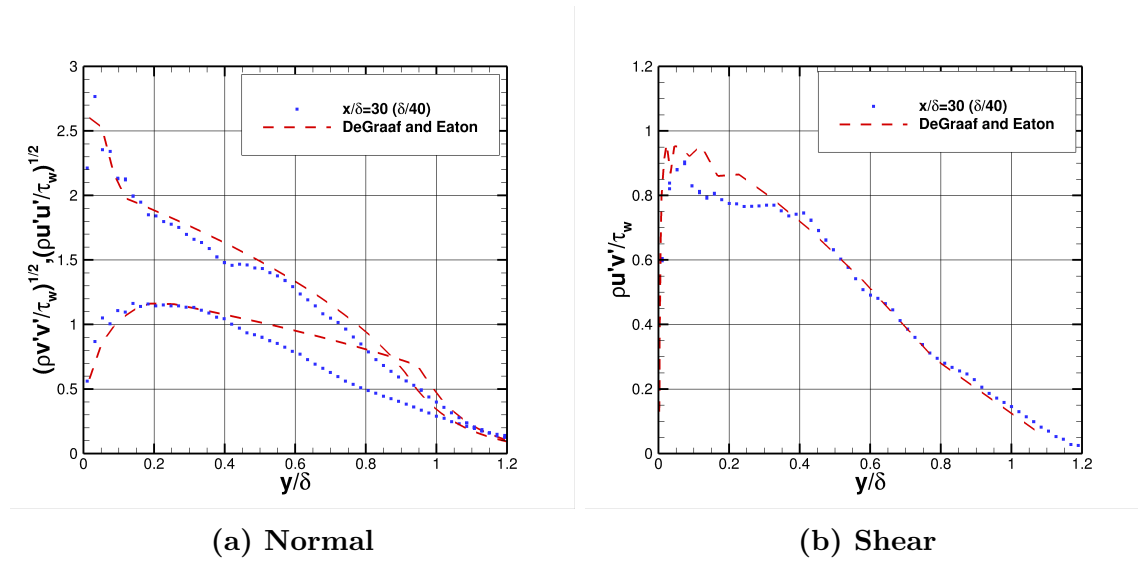 3
2.5
2
1.5
1
0.5
0
(ρv'v'/τw)1/2,(ρu'u'/τw)1/2
x/δ=30 (δ/40)
DeGraaf and Eaton
0 0.2 0.4 0.6 0.8 1 1.2
y/δ
(a) Normal
1.2
1
0.8
0.6
0.4
0.2
0
ρu'v'/τw
x/δ=30 (δ/40)
DeGraaf and Eaton
0 0.2 0.4 0.6 0.8 1 1.2
y/δ
(b) Shear